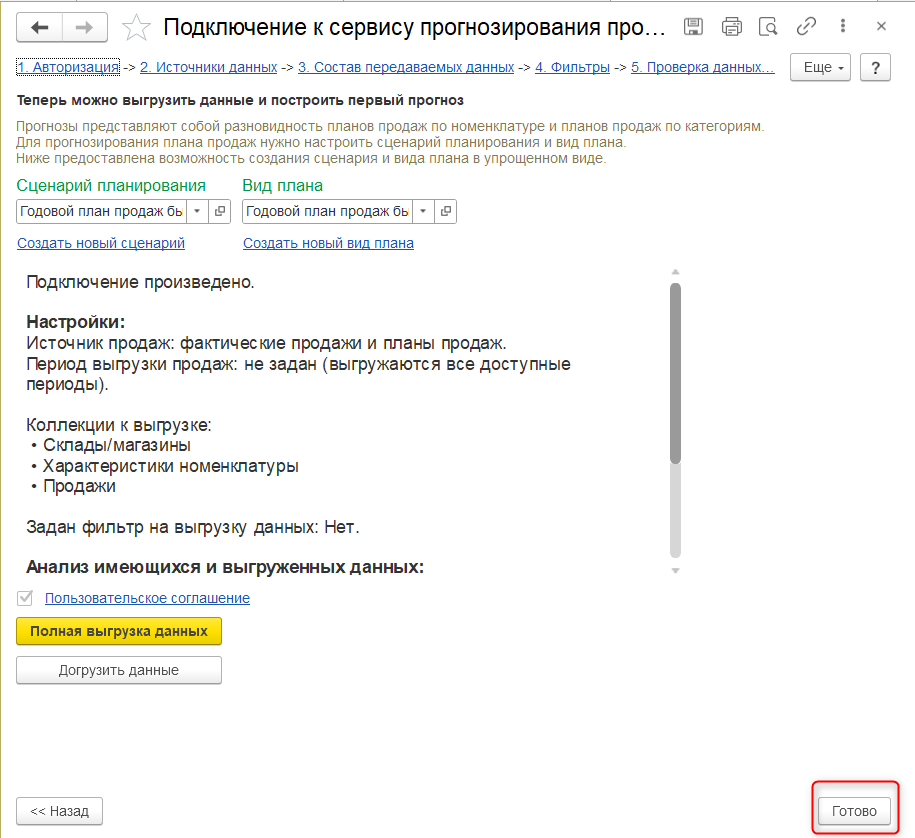 Подключение к сервису прогнозирования про...
1. Авторизация -> 2. Источники данных -> 3. Состав передаваемых данных -> 4. Фильтры -> 5. Проверка данных... Еще ?
Теперь можно выгрузить данные и построить первый прогноз
Прогнозы представляют собой разновидность планов продаж по номенклатуре и планов продаж по категориям.
Для прогнозирования плана продаж нужно настроить сценарий планирования и вид плана.
Ниже предоставлена возможность создания сценария и вида плана в упрощенном виде.
Сценарий планирования Вид плана
Годовой план продаж бы Годовой план продаж бы
Создать новый сценарий Создать новый вид плана
Подключение произведено.
Настройки:
Источник продаж: фактические продажи и планы продаж.
Период выгрузки продаж: не задан (выгружаются все доступные
периоды).
Коллекции к выгрузке:
• Склады/магазины
• Характеристики номенклатуры
• Продажи
Задан фильтр на выгрузку данных: Нет.
Анализ имеющихся и выгруженных данных:
Пользовательское соглашение
Полная выгрузка данных
Догрузить данные
<< Назад Готово